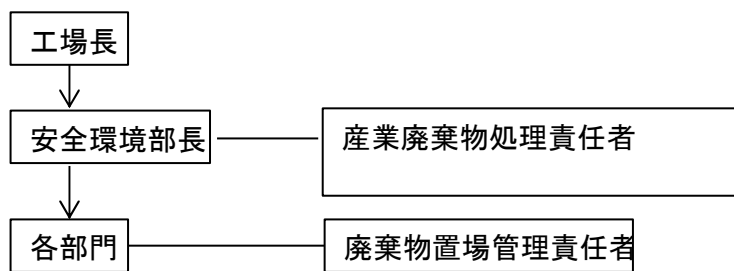 工場長
安全環境部長
産業廃棄物処理責任者
各部門
廃棄物置場管理責任者